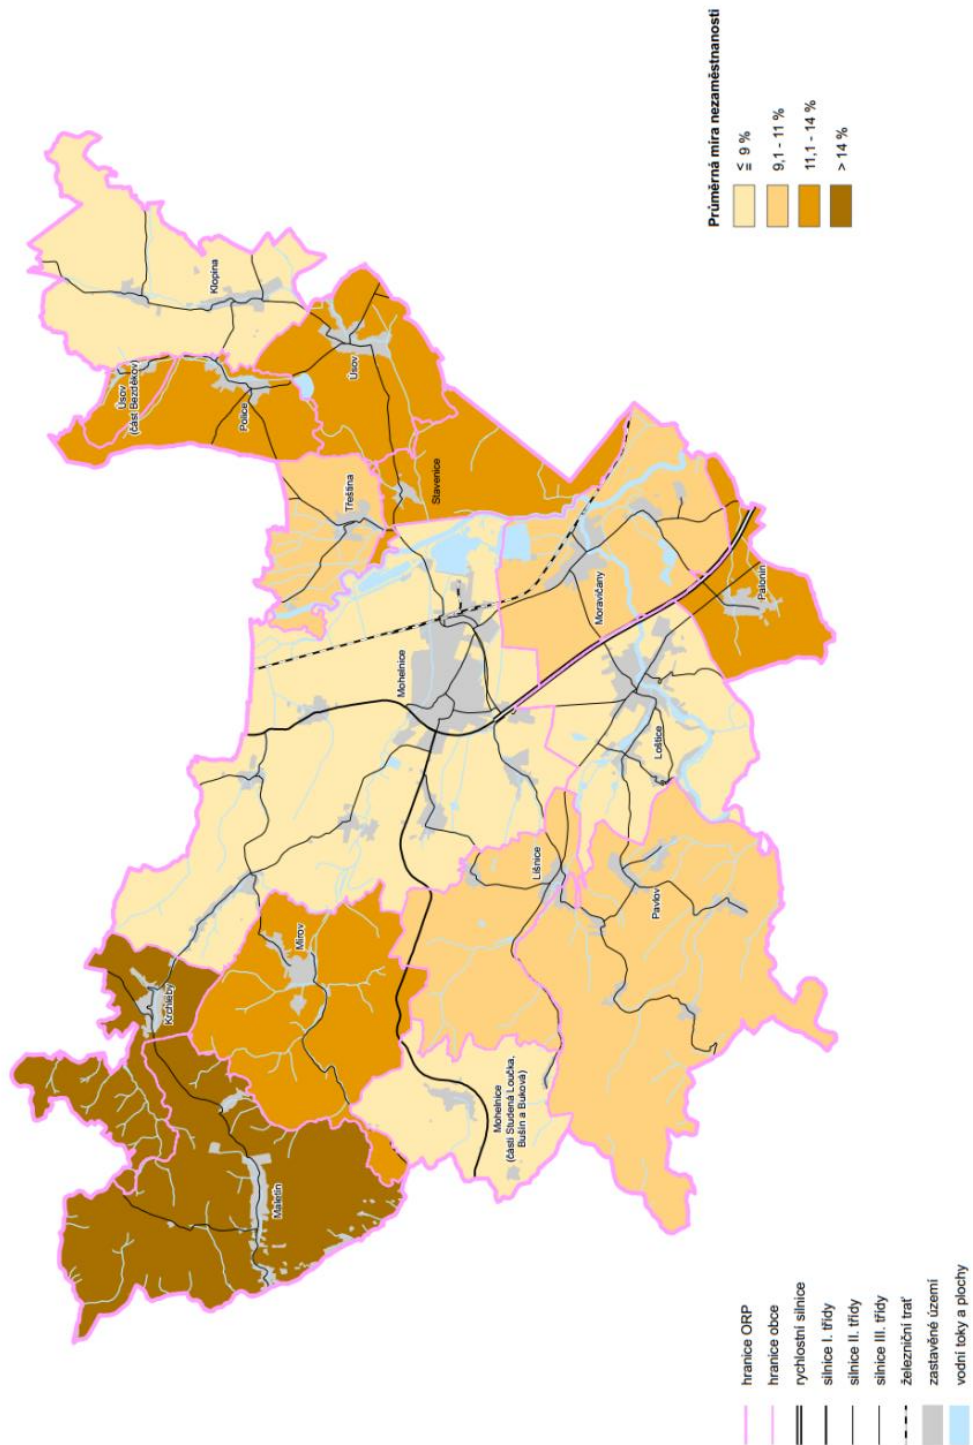 Maletín
Krchleby
Mírov
Mohelnice
(části Studená Loučka,
Bušín a Buková)
Líšnice
Pavlov
Loštice
Mohelnice
Moravičany
Palonín
Třeština
Stavenice
Police
Úsov
(část Bezděkov)
Úsov
Klopina
hranice ORP
hranice obce
rychlostní silnice
silnice I. třídy
silnice II. třídy
silnice III. třídy
železniční trať
zastavěné území
vodní toky a plochy
Průměrná míra nezaměstnanosti
≤ 9 %
9,1 - 11 %
11,1 - 14 %
> 14 %